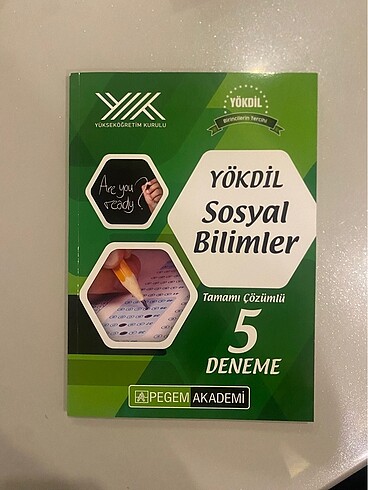 YÜKSEKÖĞRETİM KURULU
YÖKDİL
Birincilerin Tercihi
Are you
ready?
YÖKDİL
Sosyal
Bilimler
Tamamı Çözümlü
5
DENEME
PEGEM AKADEMİ